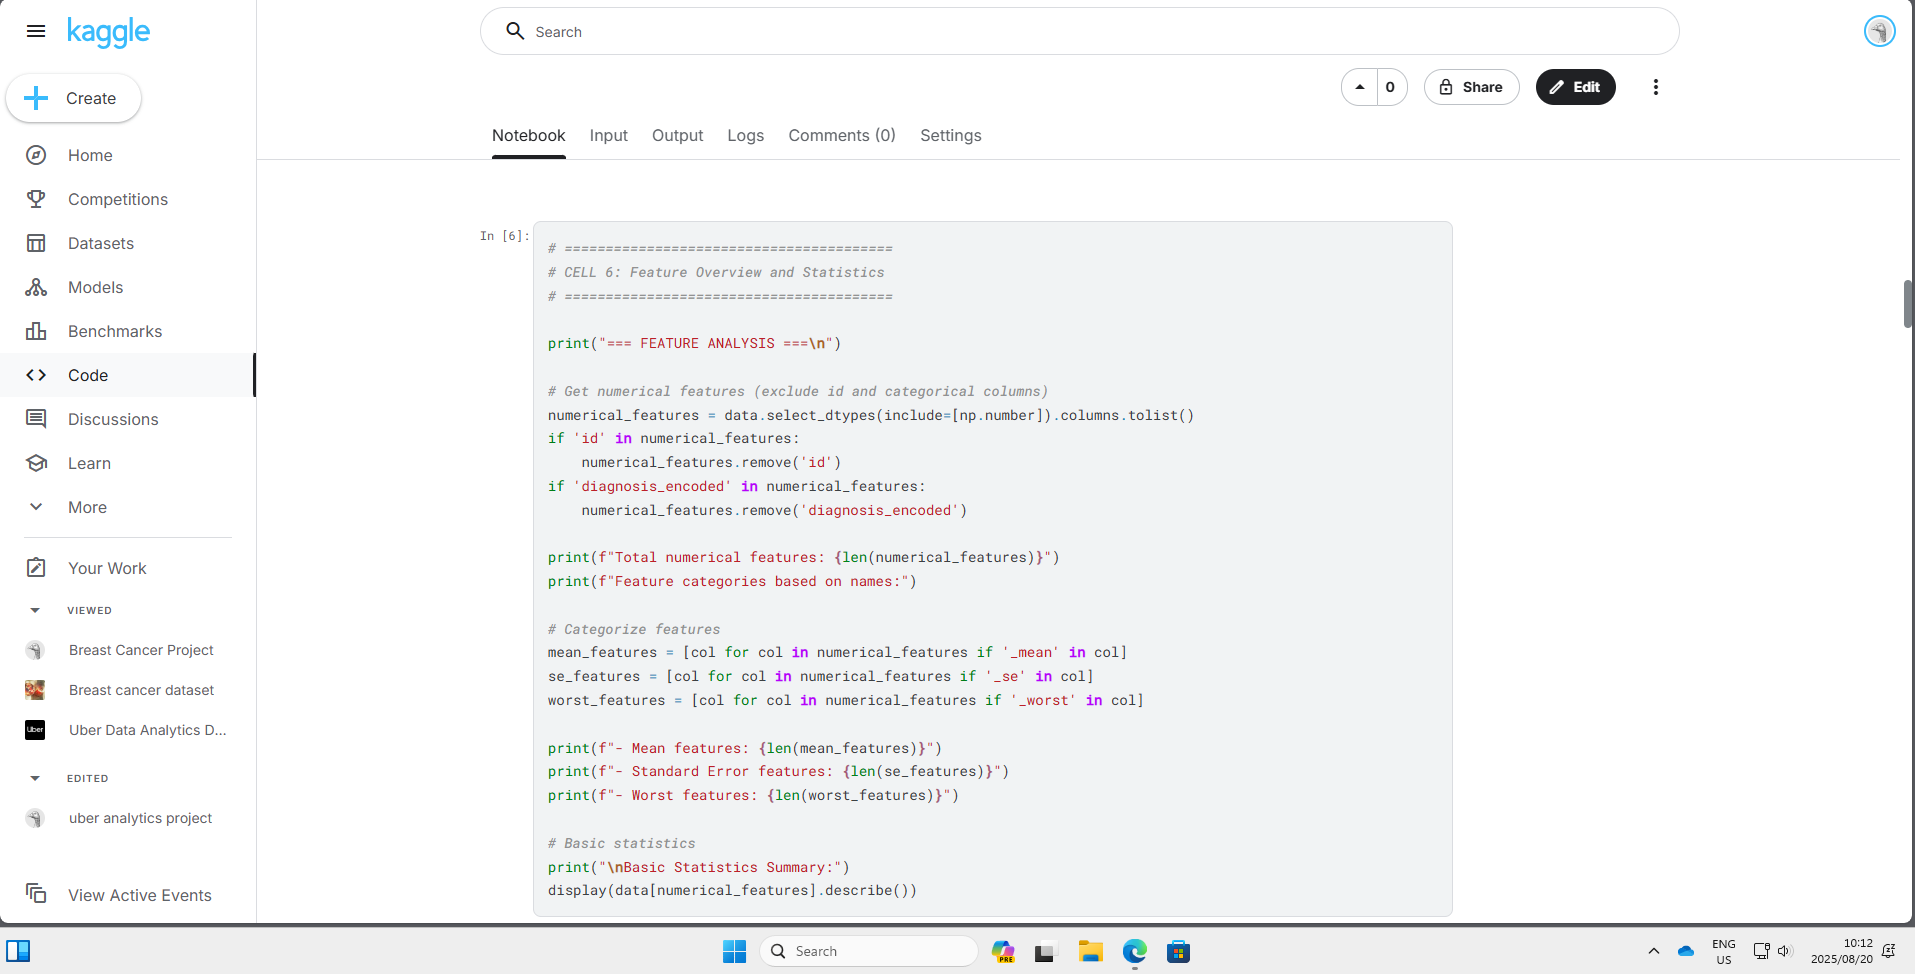 kaggle
Search
Create
0
Share
Edit
Notebook Input Output Logs Comments (0) Settings
Home
Competitions
Datasets
Models
Benchmarks
Code
Discussions
Learn
More
Your Work
VIEWED
Breast Cancer Project
Breast cancer dataset
Uber
Uber Data Analytics D...
EDITED
uber analytics project
View Active Events
In [6]:
# =======================================
# CELL 6: Feature Overview and Statistics
# =======================================
print("=== FEATURE ANALYSIS ===\n")
# Get numerical features (exclude id and categorical columns)
numerical_features = data.select_dtypes(include=[np.number]).columns.tolist()
if 'id' in numerical_features:
    numerical_features.remove('id')
if 'diagnosis_encoded' in numerical_features:
    numerical_features.remove('diagnosis_encoded')
print(f"Total numerical features: {len(numerical_features)}")
print(f"Feature categories based on names:")
# Categorize features
mean_features = [col for col in numerical_features if '_mean' in col]
se_features = [col for col in numerical_features if '_se' in col]
worst_features = [col for col in numerical_features if '_worst' in col]
print(f"- Mean features: {len(mean_features)}")
print(f"- Standard Error features: {len(se_features)}")
print(f"- Worst features: {len(worst_features)}")
# Basic statistics
print("\nBasic Statistics Summary:")
display(data[numerical_features].describe())
Search
PRE
ENG
US
10:12
2025/08/20